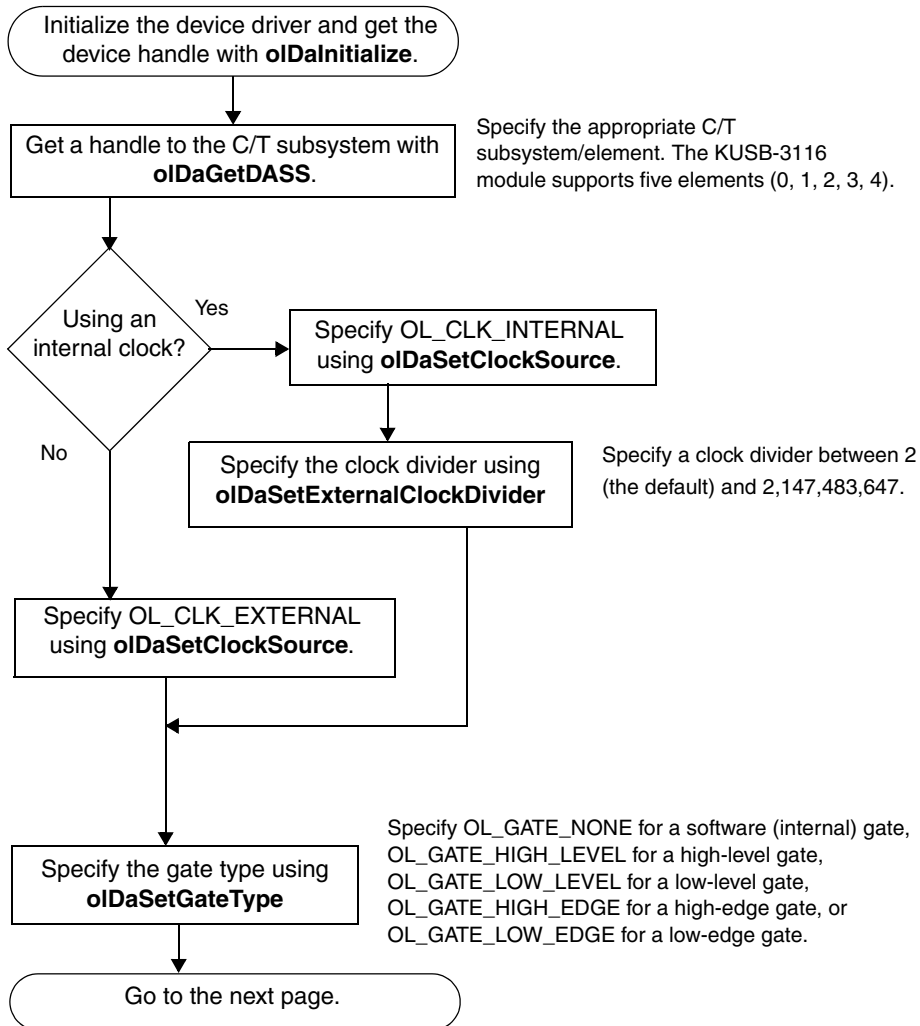 Initialize the device driver and get the
device handle with olDaInitialize.
Get a handle to the C/T subsystem with
olDaGetDASS.
Specify the appropriate C/T
subsystem/element. The KUSB-3116
module supports five elements (0, 1, 2, 3, 4).
Using an
internal clock?
Yes
Specify OL_CLK_INTERNAL
using olDaSetClockSource.
No
Specify the clock divider using
olDaSetExternalClockDivider
Specify a clock divider between 2
(the default) and 2,147,483,647.
Specify OL_CLK_EXTERNAL
using olDaSetClockSource.
Specify the gate type using
olDaSetGateType
Specify OL_GATE_NONE for a software (internal) gate,
OL_GATE_HIGH_LEVEL for a high-level gate,
OL_GATE_LOW_LEVEL for a low-level gate,
OL_GATE_HIGH_EDGE for a high-edge gate, or
OL_GATE_LOW_EDGE for a low-edge gate.
Go to the next page.